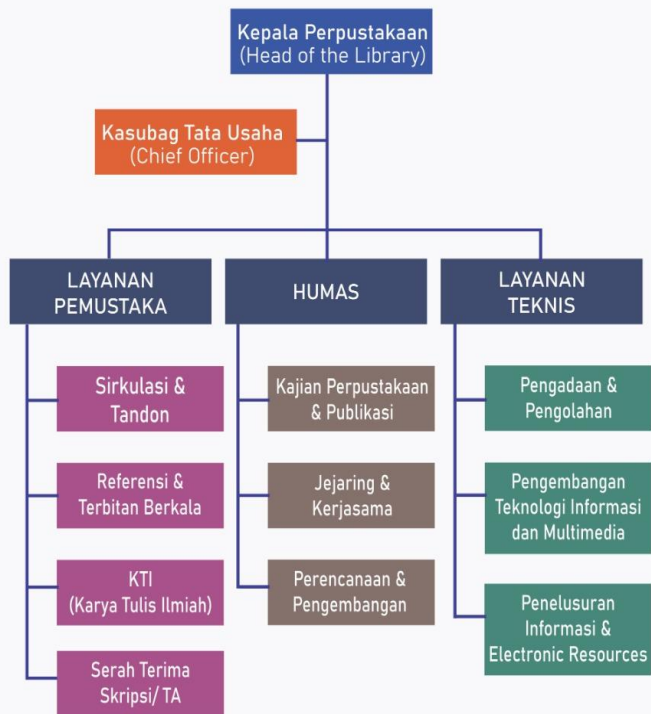 Kepala Perpustakaan
(Head of the Library)
Kasubag Tata Usaha
(Chief Officer)
LAYANAN
PEMUSTAKA
Sirkulasi &
Tandon
Referensi &
Terbitan Berkala
KTI
(Karya Tulis Ilmiah)
Serah Terima
Skripsi/ TA
HUMAS
Kajian Perpustakaan
& Publikasi
Jejaring &
Kerjasama
Perencanaan &
Pengembangan
LAYANAN
TEKNIS
Pengadaan &
Pengolahan
Pengembangan
Teknologi Informasi
dan Multimedia
Penelusuran
Informasi &
Electronic Resources